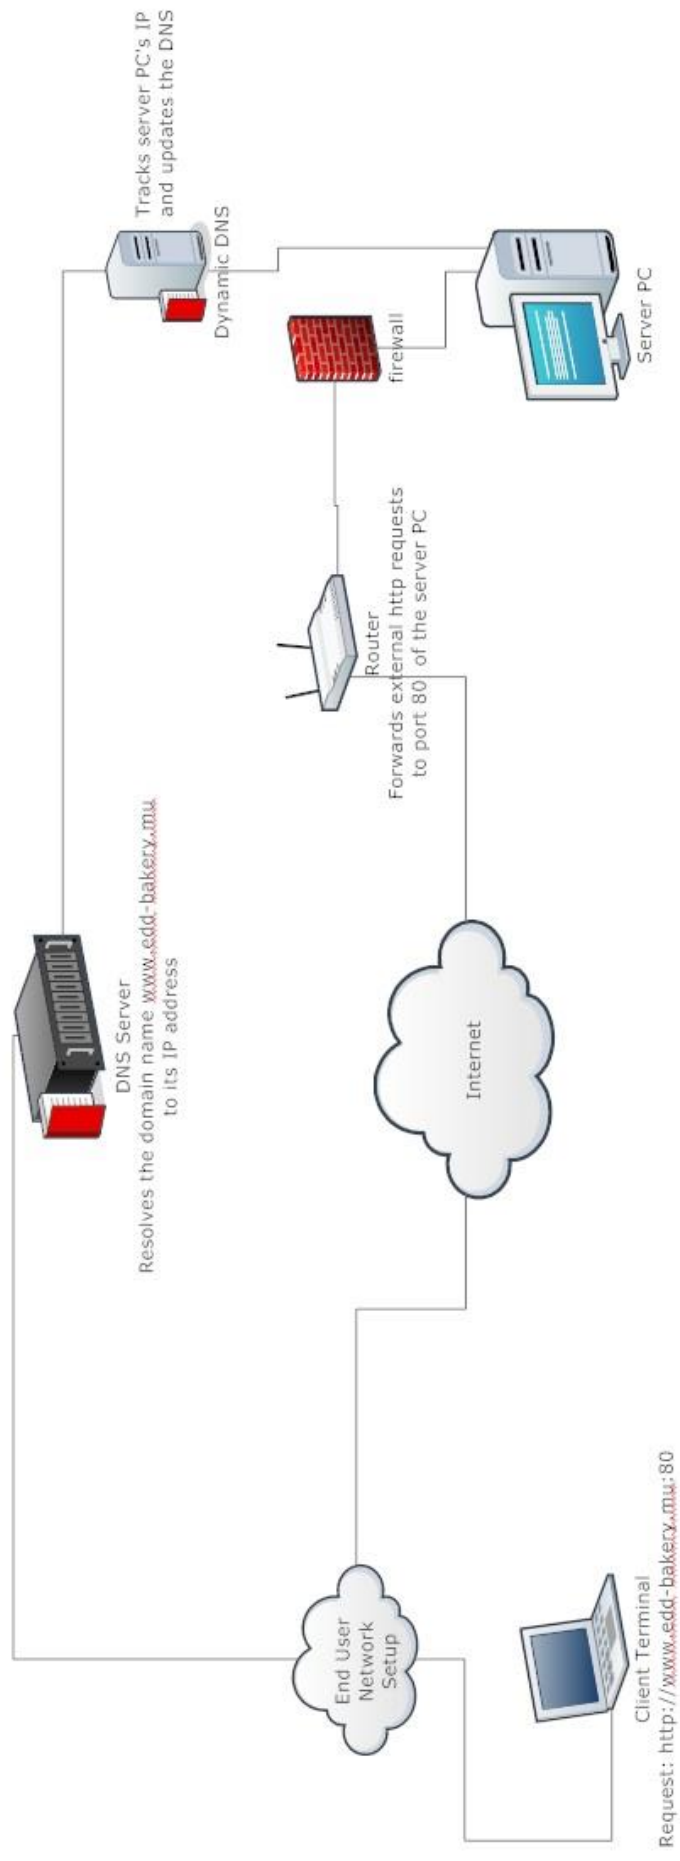 DNS Server
Resolves the domain name www.edd-bakery.mu
to its IP address
Tracks server PC's IP
and updates the DNS
Dynamic DNS
End User
Network
Setup
Internet
Router
Forwards external http requests
to port 80 of the server PC
firewall
Client Terminal
Request: http://www.edd-bakery.mu:80
Server PC